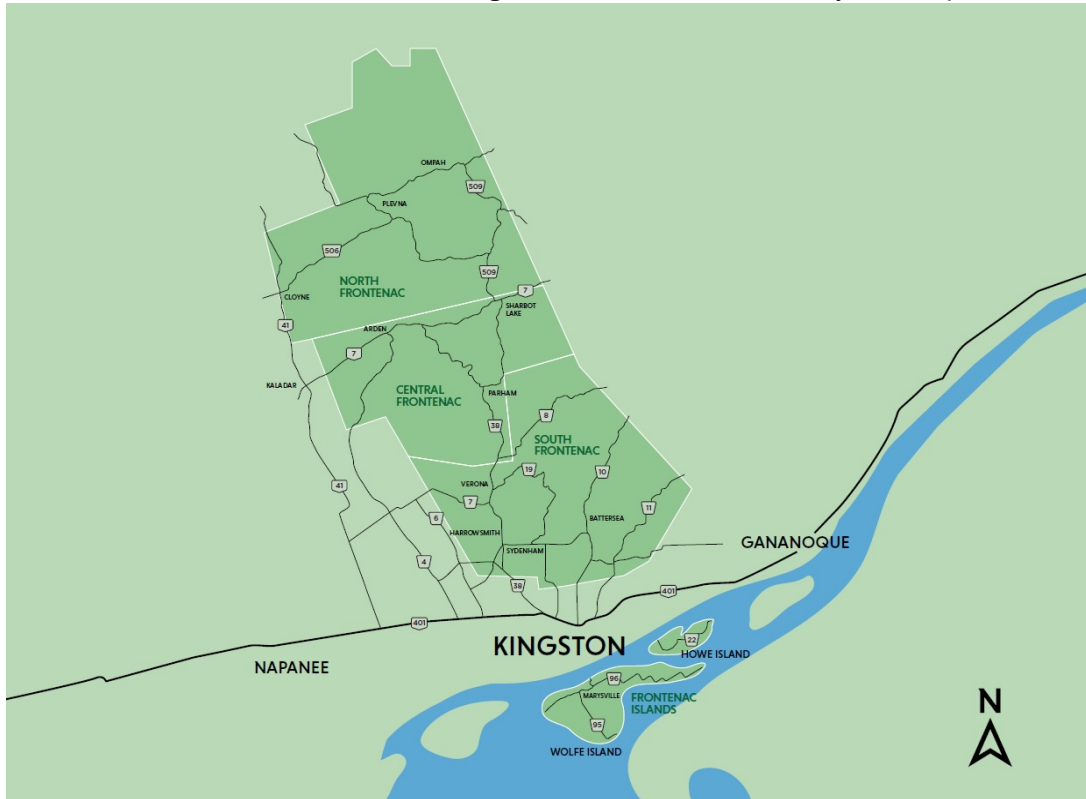 OMPAH
509
PLEVNA
506
509
NORTH
FRONTENAC
7
CLOYNE
SHARBOT
LAKE
41
ARDEN
7
KALADAR
CENTRAL
FRONTENAC
PARHAM
8
38
SOUTH
FRONTENAC
19
10
VERONA
41
7
11
6
BATTERSEA
HARROWSMITH
SYDENHAM
4
GANANOQUE
38
401
401
KINGSTON
22
HOWE ISLAND
NAPANEE
96
MARYSVILLE
FRONTENAC
ISLANDS
95
WOLFE ISLAND
N